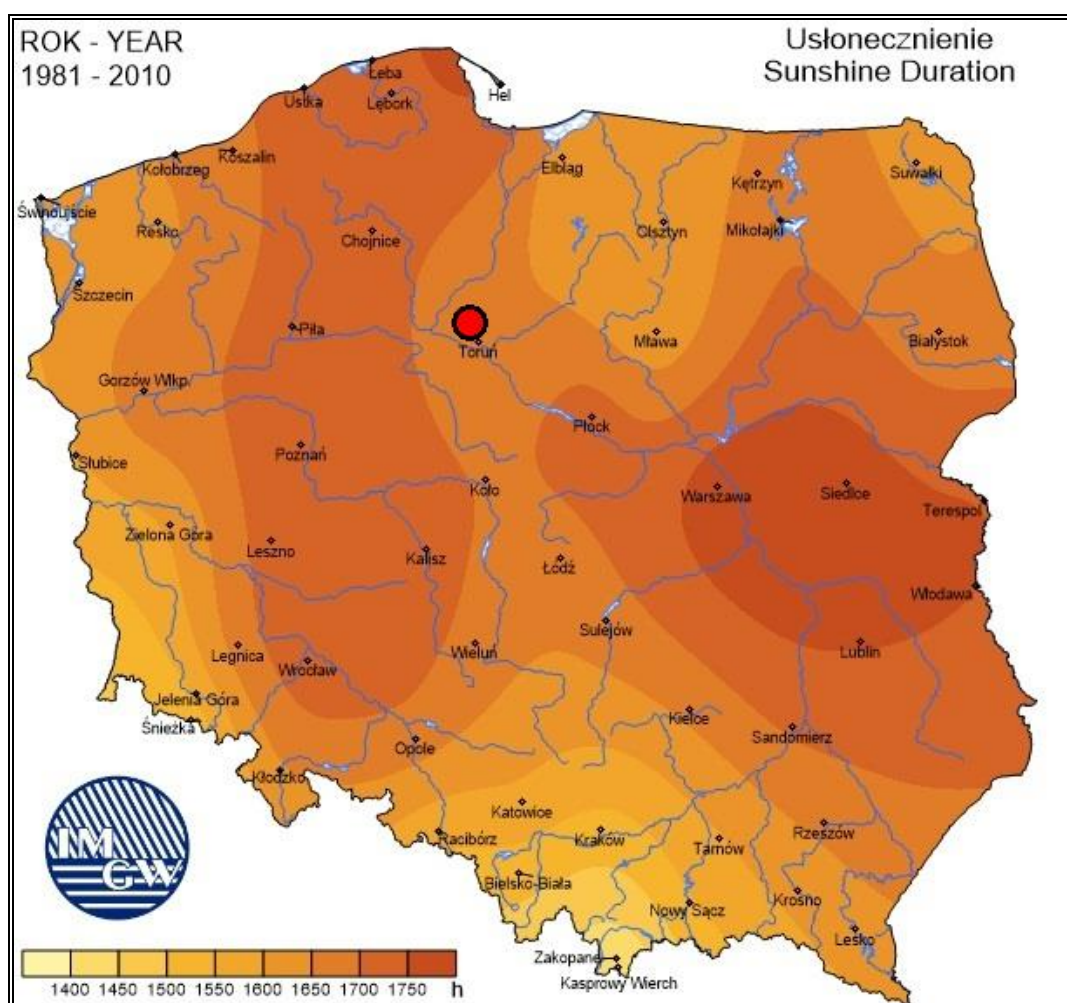 ROK - YEAR
1981 - 2010
Usłonecznienie
Sunshine Duration
Łeba
Hel
Ustka
Lębork
Koszalin
Kołobrzeg
Elbląg
Suwałki
Kętrzyn
Świnoujście
Resko
Chojnice
Olsztyn
Mikołajki
Szczecin
Piła
Toruń
Mława
Białystok
Gorzów Wlkp.
Płock
Poznań
Słubice
Koło
Warszawa
Siedlce
Terespol
Zielona Góra
Leszno
Kalisz
Łódź
Włodawa
Sulejów
Legnica
Wrocław
Wieluń
Lublin
Jelenia Góra
Śnieżka
Kielce
Sandomierz
Opole
Kłodzko
Katowice
Racibórz
Kraków
Tarnów
Rzeszów
Bielsko-Biała
Nowy Sącz
Krosno
Lesko
Zakopane
Kasprowy Wierch
IM
GW
1400 1450 1500 1550 1600 1650 1700 1750 h